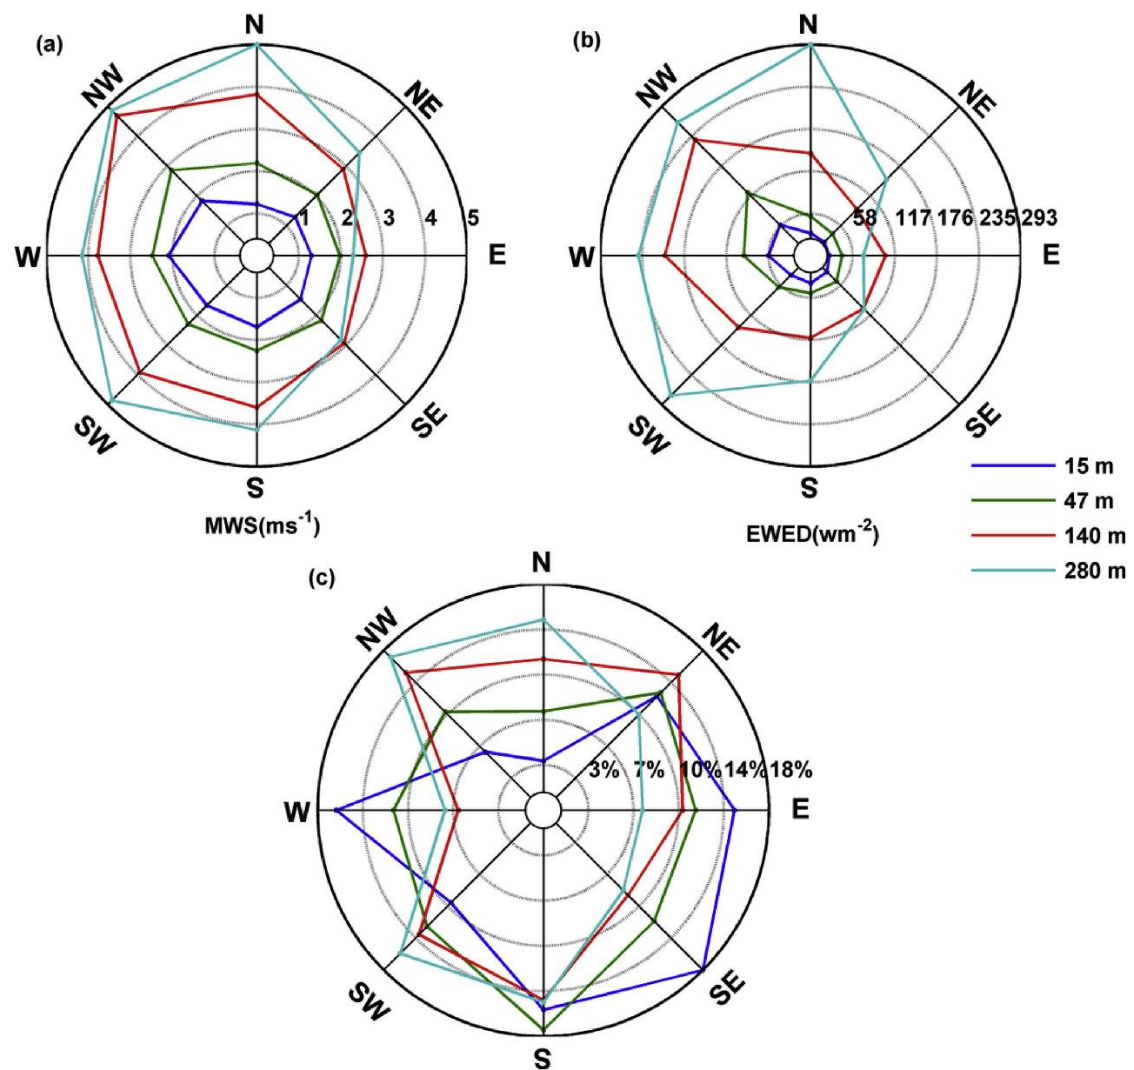 (a)
N
NW
NE
1 2 3 4 5
W
E
SW
SE
S
MWS(ms⁻¹)
(b)
N
NW
NE
58 117 176 235 293
W
E
SW
SE
S
EWED(wm⁻²)
15 m
47 m
140 m
280 m
(c)
N
NW
NE
3% 7% 10% 14% 18%
W
E
SW
SE
S